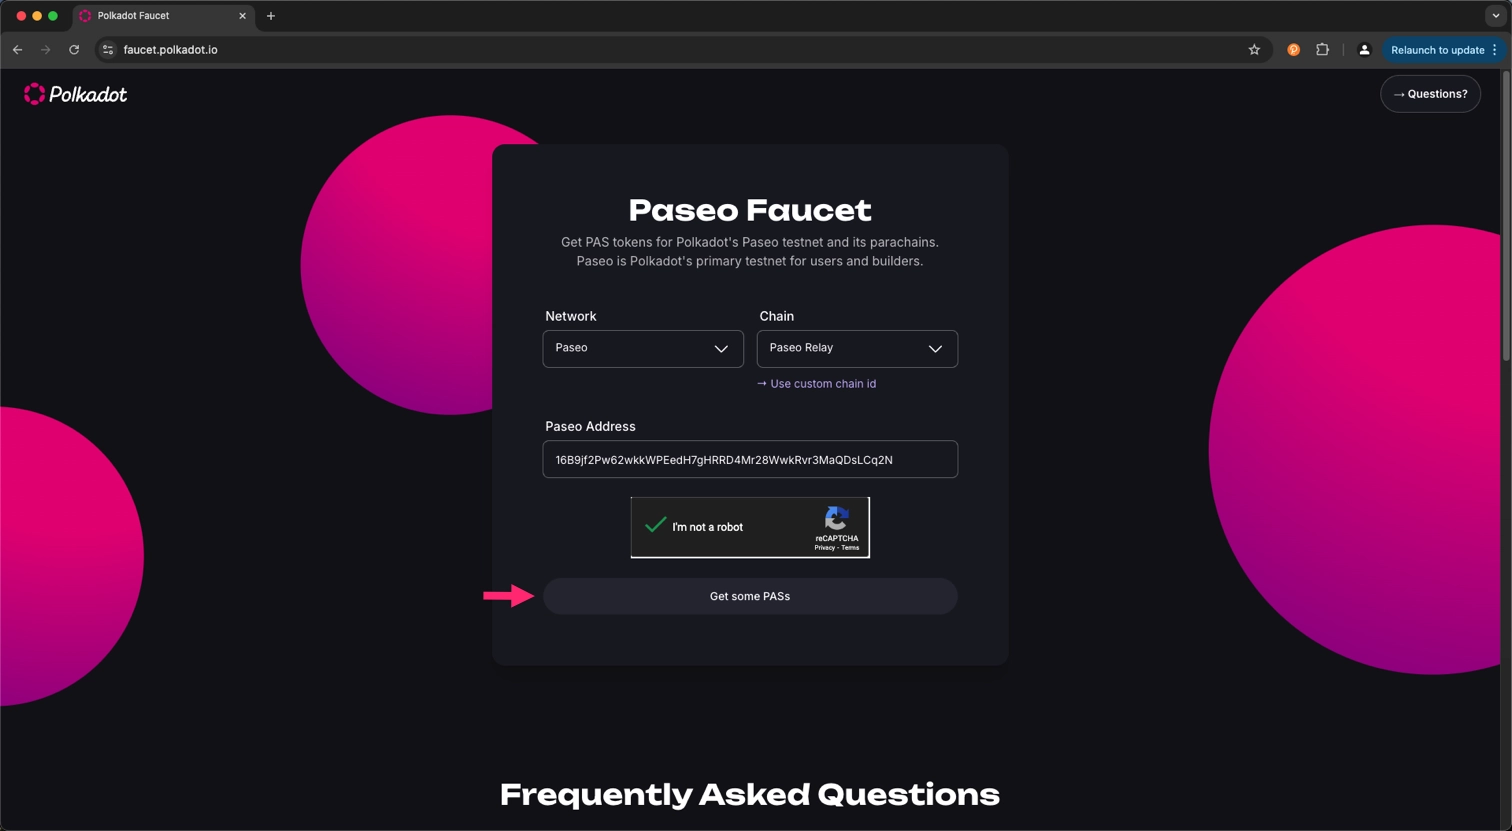 Polkadot Faucet
faucet.polkadot.io
Relaunch to update
Polkadot
→ Questions?
Paseo Faucet
Get PAS tokens for Polkadot's Paseo testnet and its parachains.
Paseo is Polkadot's primary testnet for users and builders.
Network
Chain
Paseo
Paseo Relay
→ Use custom chain id
Paseo Address
16B9jf2Pw62wkkWPEedH7gHRRD4Mr28WwkRvr3MaQDsLCq2N
I'm not a robot
reCAPTCHA
Privacy - Terms
Get some PASs
Frequently Asked Questions